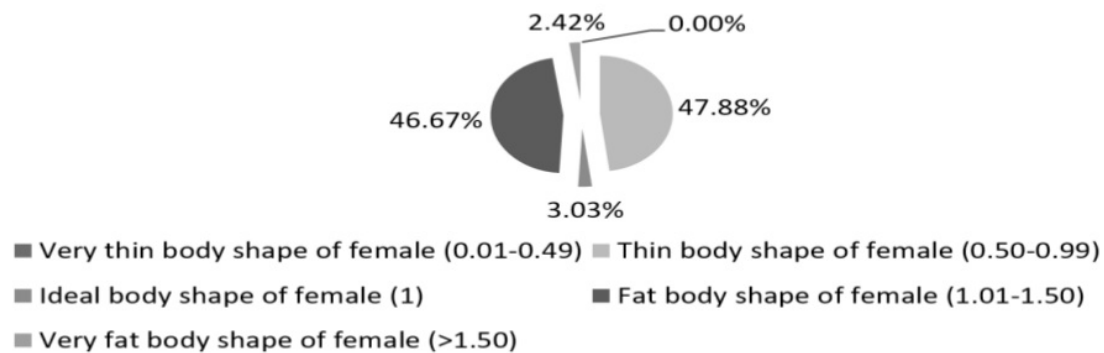 2.42% 0.00%
46.67% 47.88%
3.03%
Very thin body shape of female (0.01-0.49) Thin body shape of female (0.50-0.99)
Ideal body shape of female (1) Fat body shape of female (1.01-1.50)
Very fat body shape of female (>1.50)